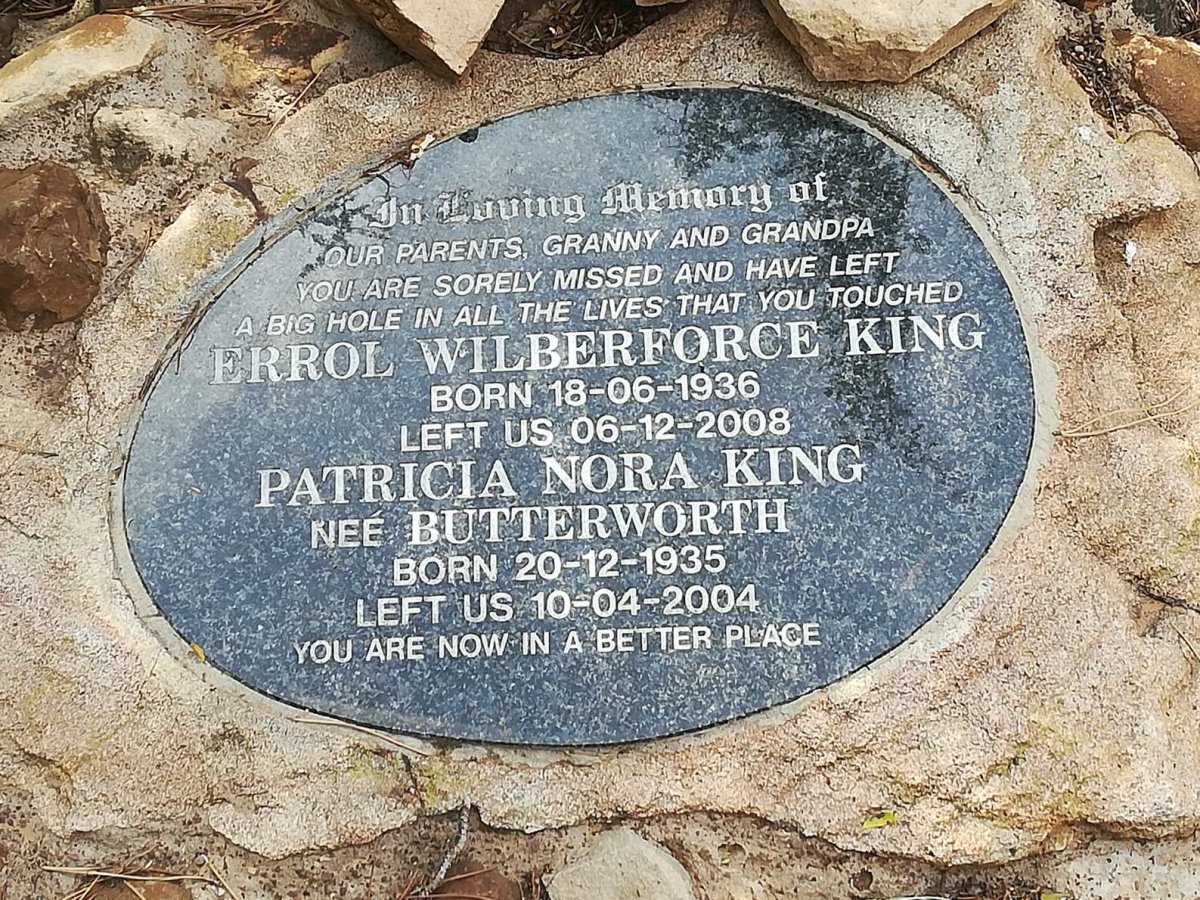 In Loving Memory of
OUR PARENTS, GRANNY AND GRANDPA
YOU ARE SORELY MISSED AND HAVE LEFT
A BIG HOLE IN ALL THE LIVES THAT YOU TOUCHED
ERROL WILBERFORCE KING
BORN 18-06-1936
LEFT US 06-12-2008
PATRICIA NORA KING
NEÉ BUTTERWORTH
BORN 20-12-1935
LEFT US 10-04-2004
YOU ARE NOW IN A BETTER PLACE